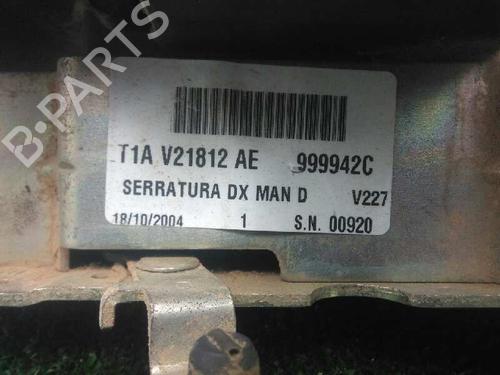 B-PARTS
T1A V21812 AE 999942C
SERRATURA DX MAN D V227
18/10/2004 1 S.N. 00920